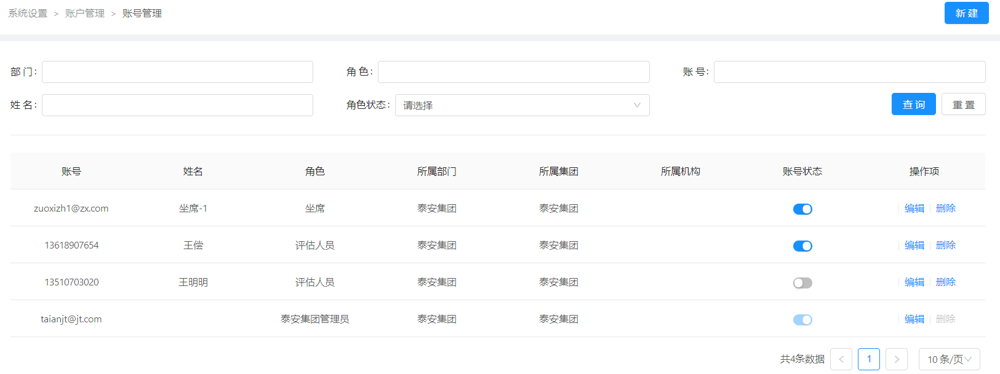 系统设置 > 账户管理 > 账号管理 新 建
部 门： 角 色： 账 号：
姓 名： 角色状态： 请选择 查 询 重 置
账号 姓名 角色 所属部门 所属集团 所属机构 账号状态 操作项
zuoxizh1@zx.com 坐席-1 坐席 泰安集团 泰安集团 编辑 删除
13618907654 王偿 评估人员 泰安集团 泰安集团 编辑 删除
13510703020 王明明 评估人员 泰安集团 泰安集团 编辑 删除
taianjt@jt.com 泰安集团管理员 泰安集团 泰安集团 编辑 删除
共4条数据 < 1 > 10 条/页